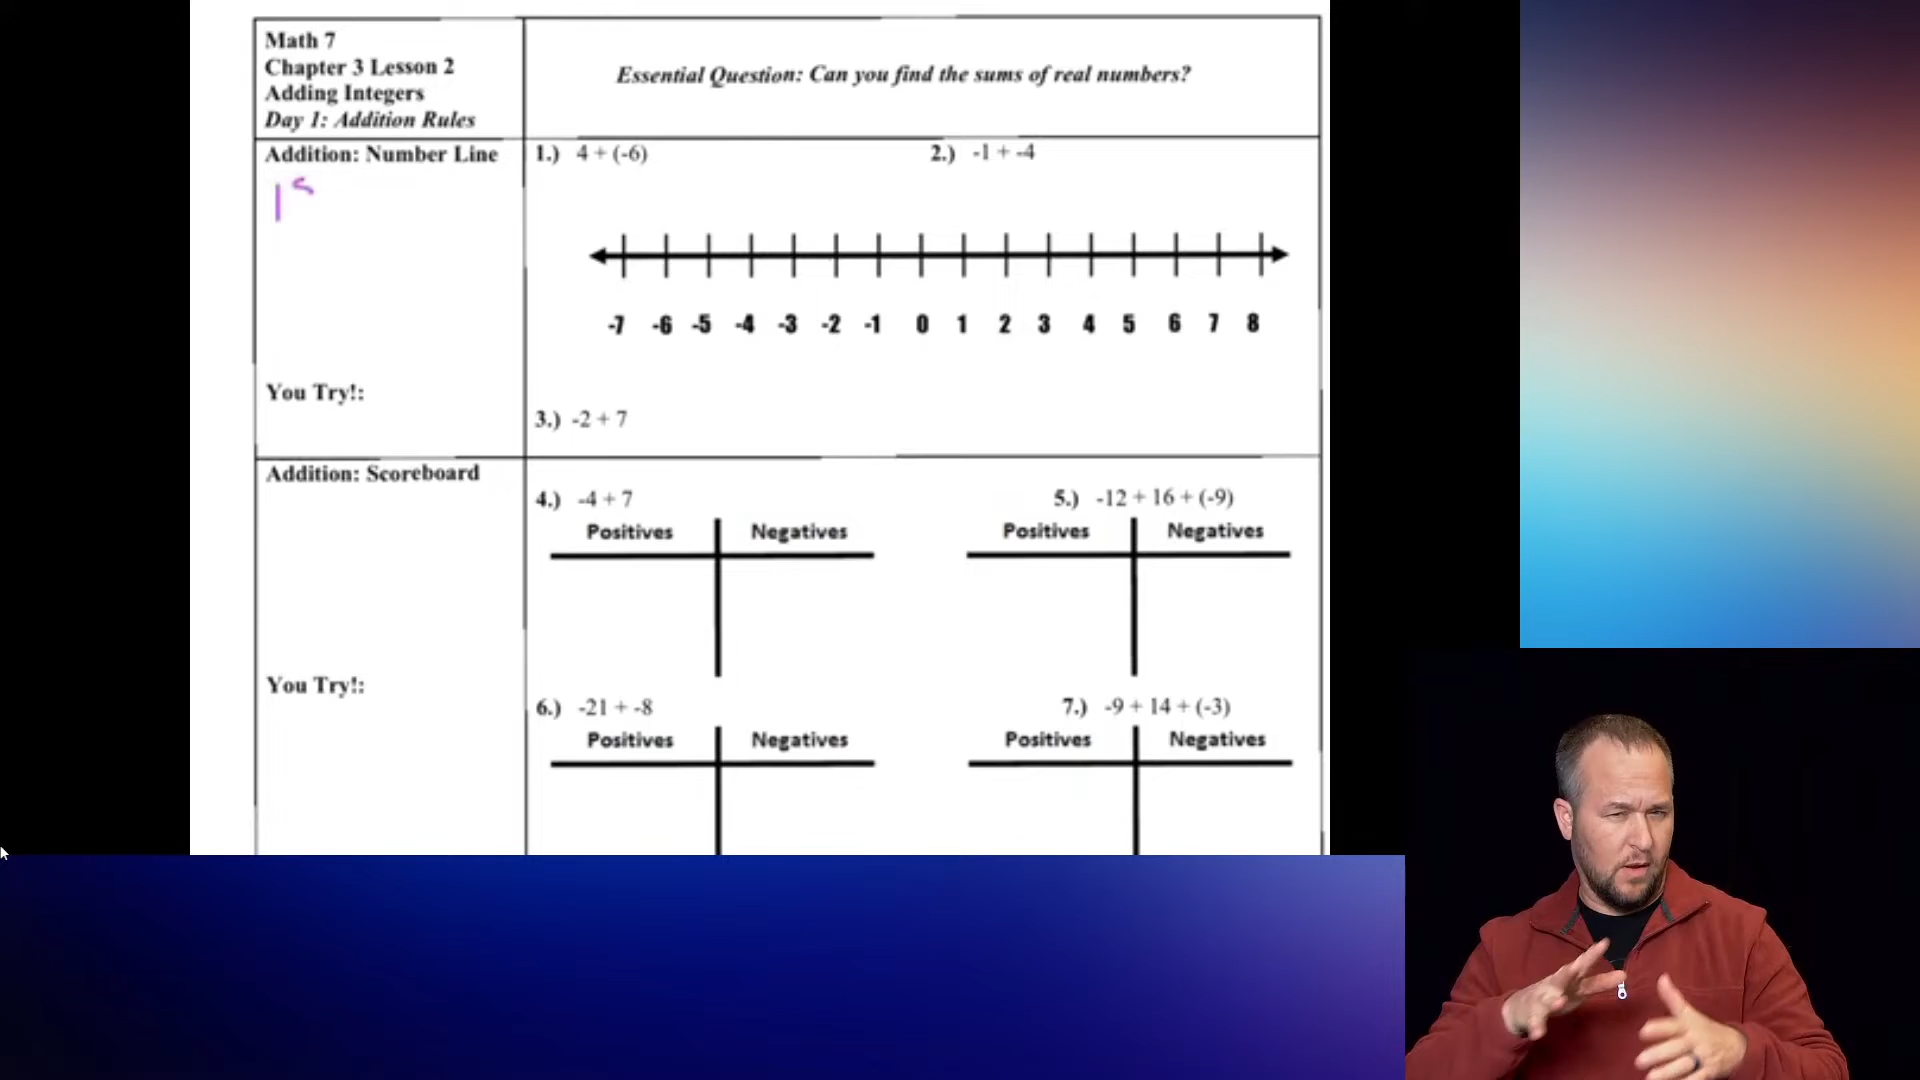 Math 7
Chapter 3 Lesson 2
Adding Integers
Day 1: Addition Rules
Essential Question: Can you find the sums of real numbers?
Addition: Number Line
1.) 4 + (-6)
2.) -1 + -4
-7 -6 -5 -4 -3 -2 -1 0 1 2 3 4 5 6 7 8
You Try!:
3.) -2 + 7
Addition: Scoreboard
4.) -4 + 7
5.) -12 + 16 + (-9)
Positives Negatives
Positives Negatives
You Try!:
6.) -21 + -8
7.) -9 + 14 + (-3)
Positives Negatives
Positives Negatives